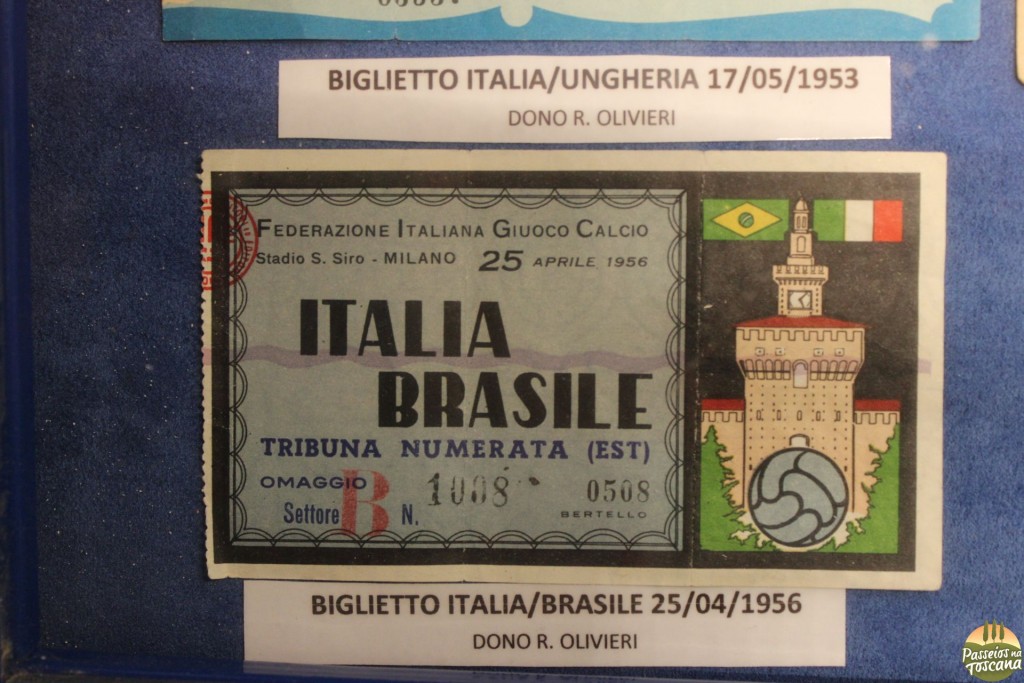 BIGLIETTO ITALIA/UNGHERIA 17/05/1953
DONO R. OLIVIERI
FEDERAZIONE ITALIANA GIUOCO CALCIO
Stadio S. Siro - MILANO 25 APRILE 1956
ITALIA
BRASILE
TRIBUNA NUMERATA (EST)
OMAGGIO
Settore B N. 1008 0508
BERTELLO
BIGLIETTO ITALIA/BRASILE 25/04/1956
DONO R. OLIVIERI
Passeios na
Toscana